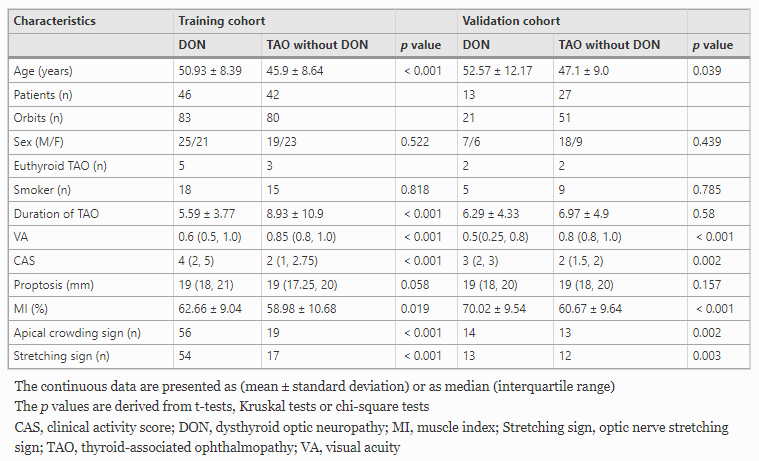 Characteristics Training cohort Validation cohort
DON TAO without DON p value DON TAO without DON p value
Age (years) 50.93 ± 8.39 45.9 ± 8.64 < 0.001 52.57 ± 12.17 47.1 ± 9.0 0.039
Patients (n) 46 42 13 27
Orbits (n) 83 80 21 51
Sex (M/F) 25/21 19/23 0.522 7/6 18/9 0.439
Euthyroid TAO (n) 5 3 2 2
Smoker (n) 18 15 0.818 5 9 0.785
Duration of TAO 5.59 ± 3.77 8.93 ± 10.9 < 0.001 6.29 ± 4.33 6.97 ± 4.9 0.58
VA 0.6 (0.5, 1.0) 0.85 (0.8, 1.0) < 0.001 0.5(0.25, 0.8) 0.8 (0.8, 1.0) < 0.001
CAS 4 (2, 5) 2 (1, 2.75) < 0.001 3 (2, 3) 2 (1.5, 2) 0.002
Proptosis (mm) 19 (18, 21) 19 (17.25, 20) 0.058 19 (18, 20) 19 (18, 20) 0.157
MI (%) 62.66 ± 9.04 58.98 ± 10.68 0.019 70.02 ± 9.54 60.67 ± 9.64 < 0.001
Apical crowding sign (n) 56 19 < 0.001 14 13 0.002
Stretching sign (n) 54 17 < 0.001 13 12 0.003
The continuous data are presented as (mean ± standard deviation) or as median (interquartile range)
The p values are derived from t-tests, Kruskal tests or chi-square tests
CAS, clinical activity score; DON, dysthyroid optic neuropathy; MI, muscle index; Stretching sign, optic nerve stretching
sign; TAO, thyroid-associated ophthalmopathy; VA, visual acuity